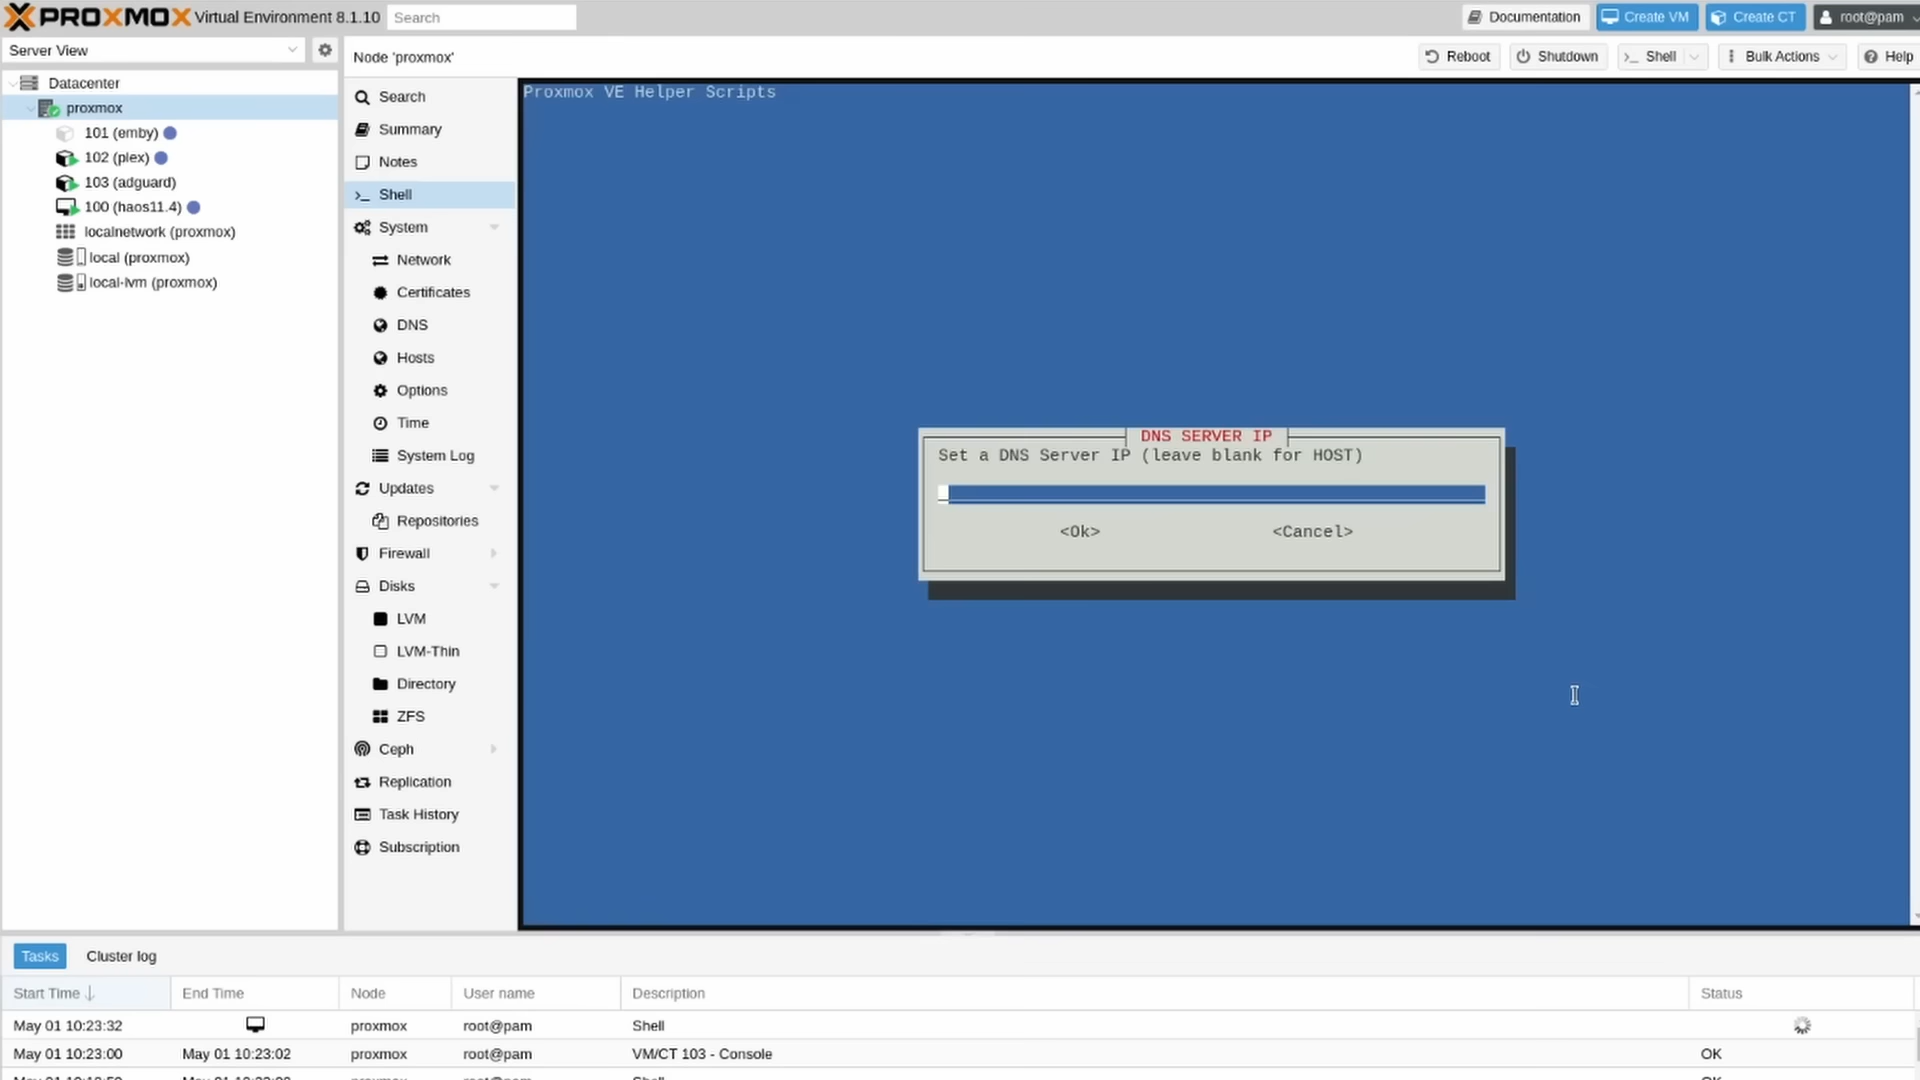 PROXMOX Virtual Environment 8.1.10 Search Documentation Create VM Create CT root@pam
Server View
Node 'proxmox' Reboot Shutdown >_ Shell Bulk Actions Help
Datacenter
proxmox
101 (emby)
102 (plex)
103 (adguard)
100 (haos11.4)
localnetwork (proxmox)
local (proxmox)
local-lvm (proxmox)
Search
Summary
Notes
>_ Shell
System
Network
Certificates
DNS
Hosts
Options
Time
System Log
Updates
Repositories
Firewall
Disks
LVM
LVM-Thin
Directory
ZFS
Ceph
Replication
Task History
Subscription
Proxmox VE Helper Scripts
DNS SERVER IP
Set a DNS Server IP (leave blank for HOST)
<Ok> <Cancel>
Tasks Cluster log
Start Time End Time Node User name Description Status
May 01 10:23:32 proxmox root@pam Shell
May 01 10:23:00 May 01 10:23:02 proxmox root@pam VM/CT 103 - Console OK